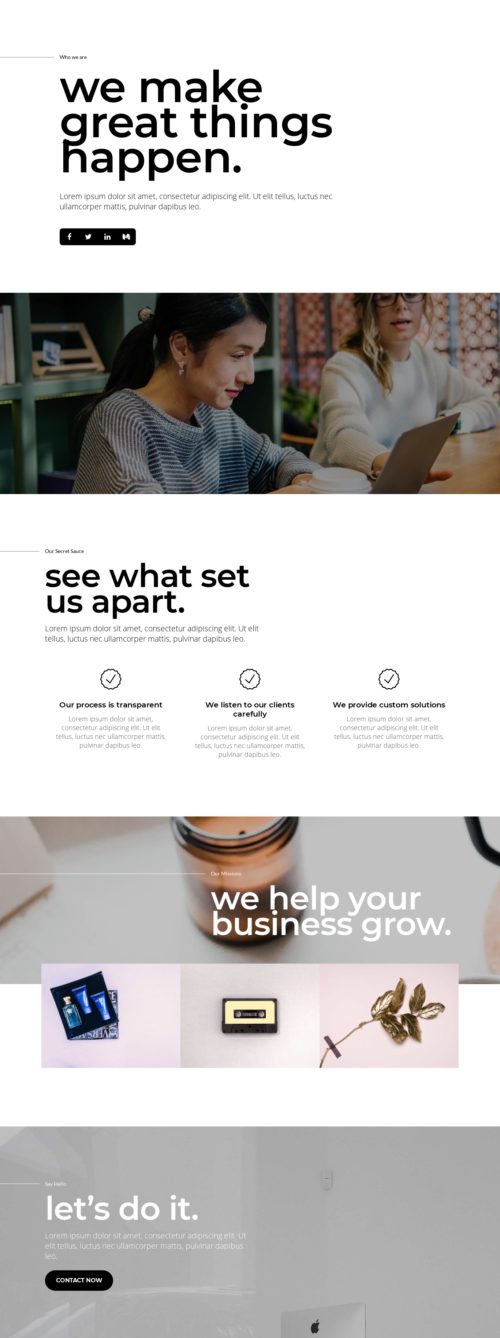 Who we are
we make
great things
happen.
Lorem ipsum dolor sit amet, consectetur adipiscing elit. Ut elit tellus, luctus nec
ullamcorper mattis, pulvinar dapibus leo.
Our Secret Sauce
see what set
us apart.
Lorem ipsum dolor sit amet, consectetur adipiscing elit. Ut elit
tellus, luctus nec ullamcorper mattis, pulvinar dapibus leo.
Our process is transparent
Lorem ipsum dolor sit amet,
consectetur adipiscing elit. Ut elit
tellus, luctus nec ullamcorper mattis,
pulvinar dapibus leo.
We listen to our clients
carefully
Lorem ipsum dolor sit amet,
consectetur adipiscing elit. Ut elit
tellus, luctus nec ullamcorper mattis,
pulvinar dapibus leo.
We provide custom solutions
Lorem ipsum dolor sit amet,
consectetur adipiscing elit. Ut elit
tellus, luctus nec ullamcorper mattis,
pulvinar dapibus leo.
Our Missions
we help your
business grow.
Say Hello
let's do it.
Lorem ipsum dolor sit amet, consectetur adipiscing elit. Ut
elit tellus, luctus nec ullamcorper mattis, pulvinar dapibus
leo.
CONTACT NOW